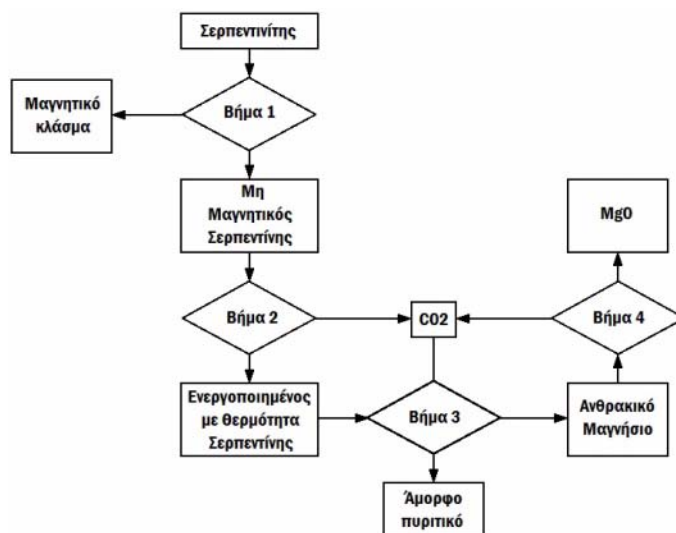 Σερπεντινίτης
Μαγνητικό
κλάσμα
Βήμα 1
Μη
Μαγνητικός
Σερπεντίνης
MgO
Βήμα 2
CO2
Βήμα 4
Ενεργοποιημένος
με θερμότητα
Σερπεντίνης
Βήμα 3
Ανθρακικό
Μαγνήσιο
Άμορφο
πυριτικό